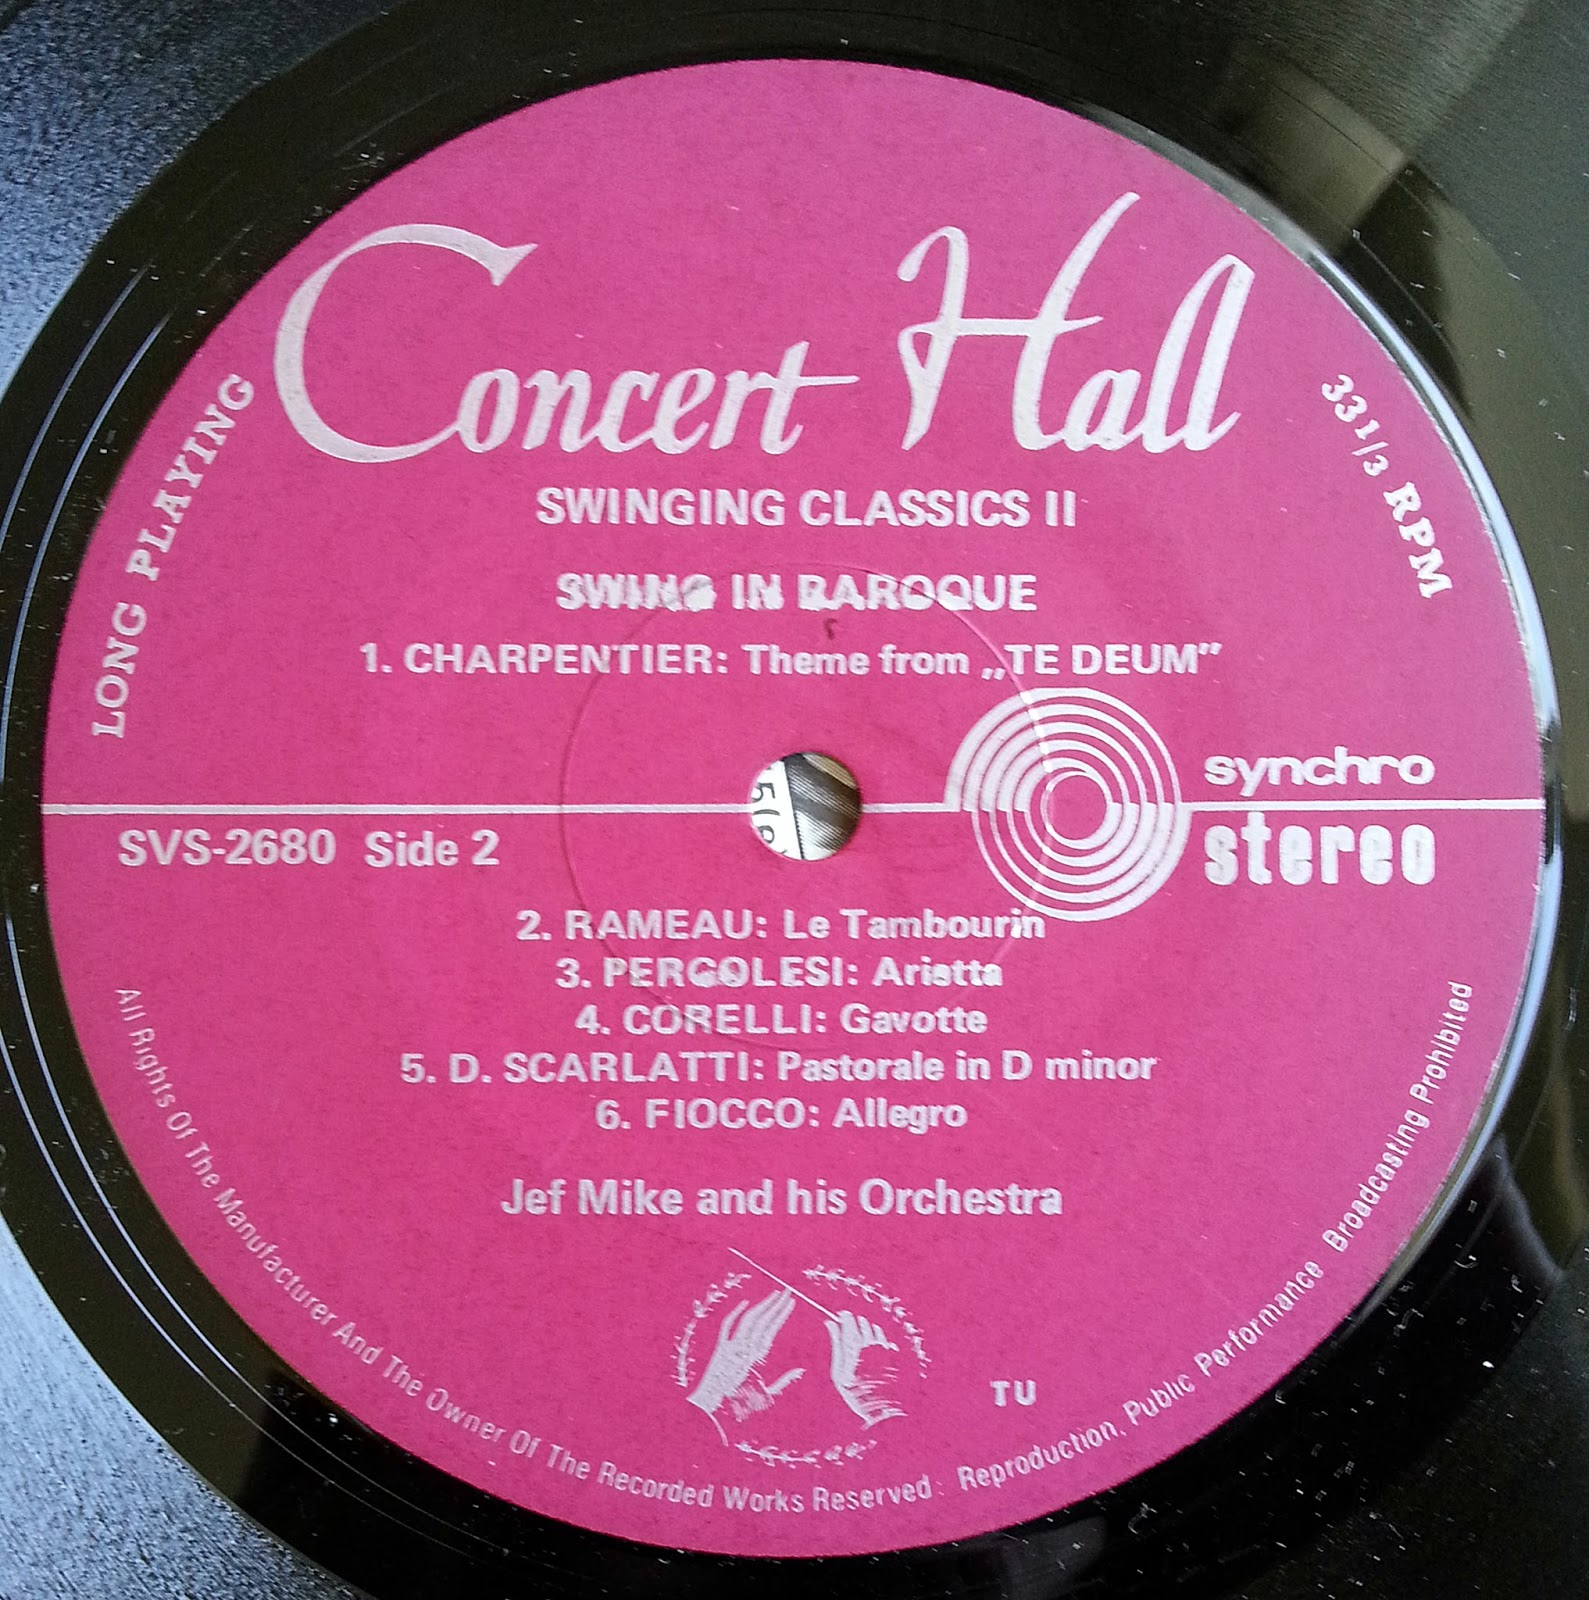 Concert Hall
LONG PLAYING
33 1/3 RPM
SWINGING CLASSICS II
SWING IN BAROQUE
1. CHARPENTIER: Theme from „TE DEUM”
synchro
stereo
SVS-2680 Side 2
2. RAMEAU: Le Tambourin
3. PERGOLESI: Arietta
4. CORELLI: Gavotte
5. D. SCARLATTI: Pastorale in D minor
6. FIOCCO: Allegro
Jef Mike and his Orchestra
TU
All Rights Of The Manufacturer And The Owner Of The Recorded Works Reserved. Reproduction, Public Performance Broadcasting Prohibited